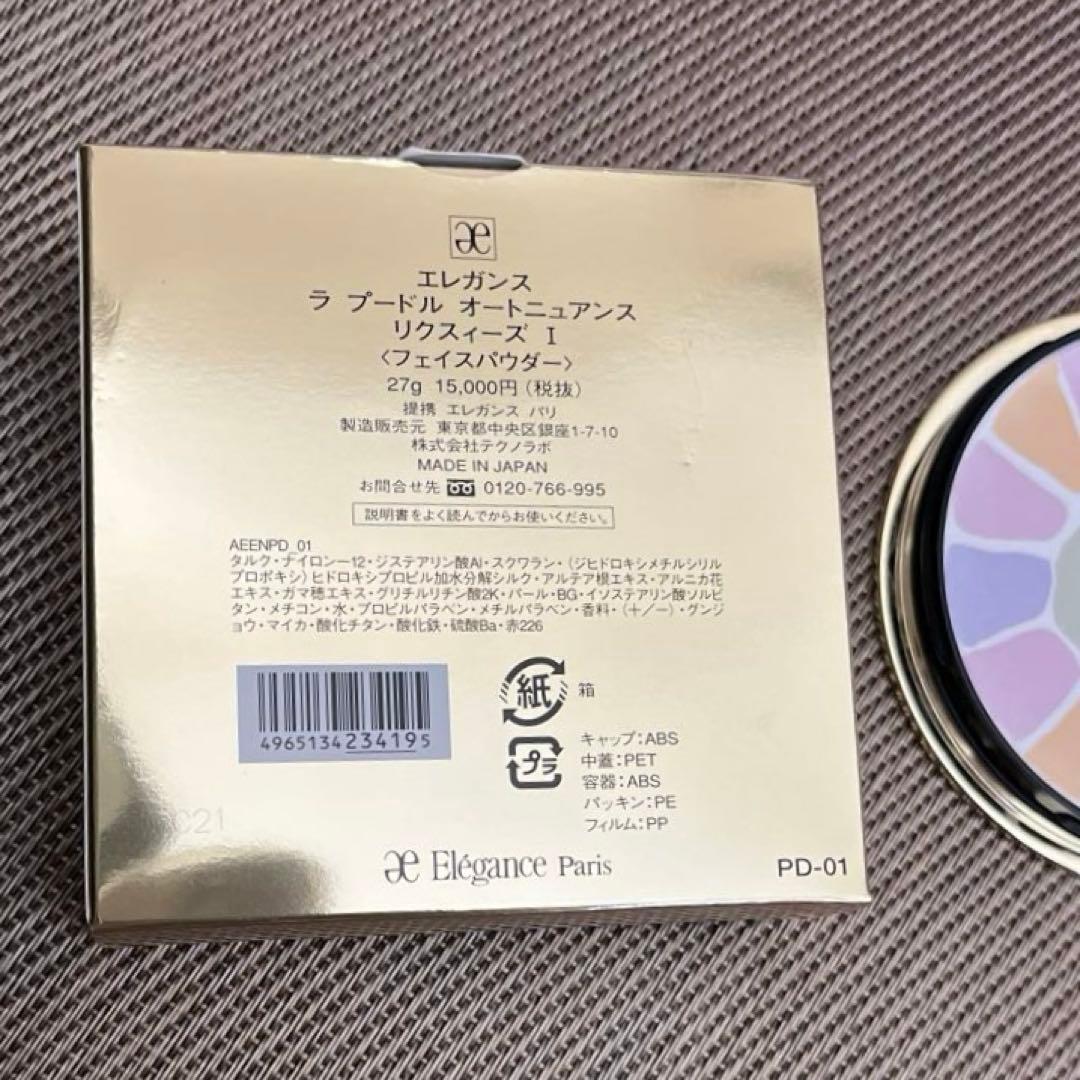 æ
エレガンス
ラ プードル オートニュアンス
リクスィーズ I
〈フェイスパウダー〉
27g 15,000円(税抜)
提携 エレガンス パリ
製造販売元 東京都中央区銀座1-7-10
株式会社テクノラボ
MADE IN JAPAN
お問合せ先 0120-766-995
説明書をよく読んでからお使いください。
AEENPD_01
タルク・ナイロン-12・ジステアリン酸Al・スクワラン・(ジヒドロキシメチルシリル
プロポキシ)ヒドロキシプロピル加水分解シルク・アルテア根エキス・アルニカ花
エキス・ガマ穂エキス・グリチルリチン酸2K・パール・BG・イソステアリン酸ソルビ
タン・メチコン・水・プロピルパラベン・メチルパラベン・香料・(+/-)・グンジ
ョウ・マイカ・酸化チタン・酸化鉄・硫酸Ba・赤226
4965134234195
紙 箱
プラ
キャップ:ABS
中蓋:PET
容器:ABS
パッキン:PE
フィルム:PP
C21
æ Elégance Paris
PD-01